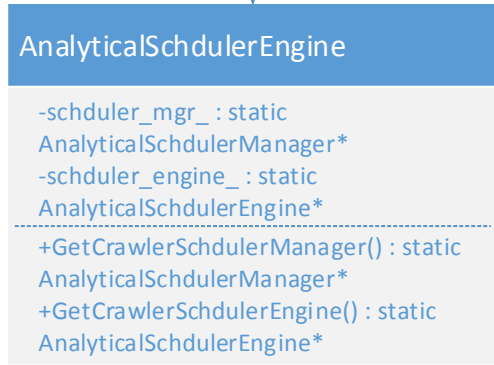 AnalyticalSchdulerEngine
-schduler_mgr_ : static
AnalyticalSchdulerManager*
-schduler_engine_ : static
AnalyticalSchdulerEngine*
+GetCrawlerSchdulerManager() : static
AnalyticalSchdulerManager*
+GetCrawlerSchdulerEngine() : static
AnalyticalSchdulerEngine*